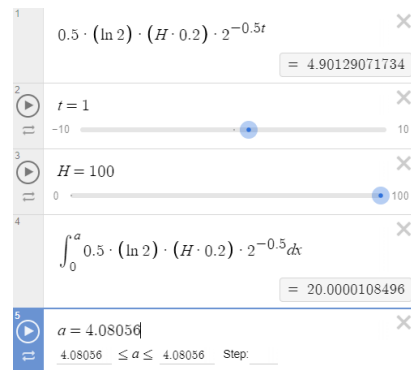 1
0.5 · (ln 2) · (H · 0.2) · 2^{-0.5t}
= 4.90129071734
2
t = 1
-10 10
3
H = 100
0 100
4
∫_0^a 0.5 · (ln 2) · (H · 0.2) · 2^{-0.5} dx
= 20.0000108496
5
a = 4.08056
4.08056 ≤ a ≤ 4.08056 Step: